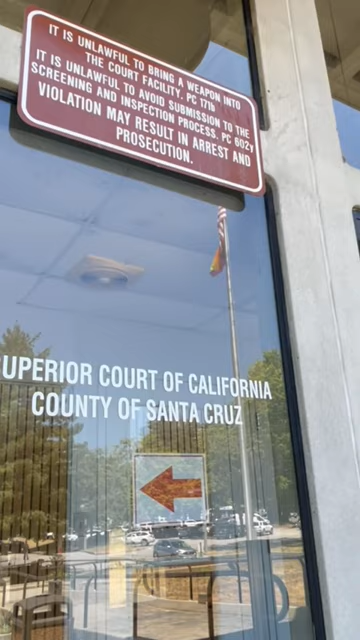 IT IS UNLAWFUL TO BRING A WEAPON INTO
THE COURT FACILITY. PC 171b
IT IS UNLAWFUL TO AVOID SUBMISSION TO THE
SCREENING AND INSPECTION PROCESS. PC 602y
VIOLATION MAY RESULT IN ARREST AND
PROSECUTION.
UPERIOR COURT OF CALIFORNIA
COUNTY OF SANTA CRUZ